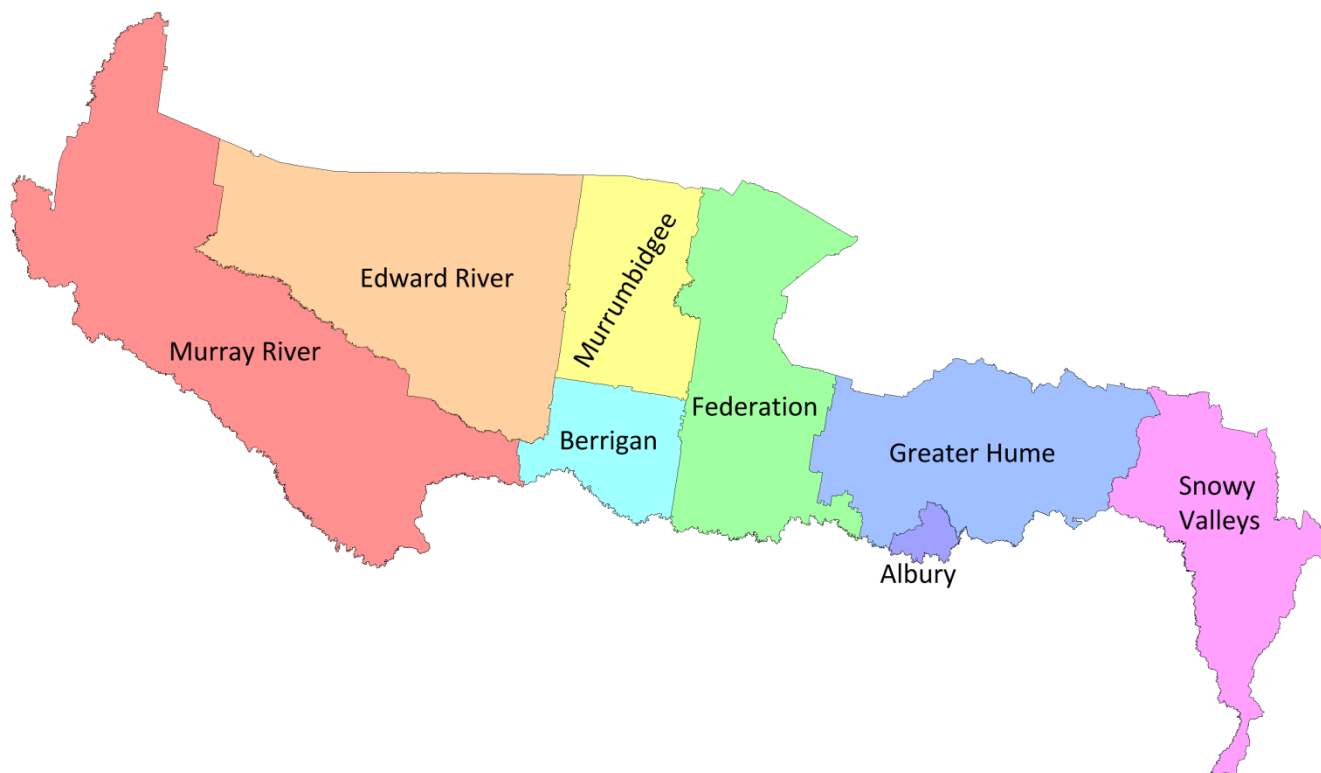 Edward River
Murrumbidgee
Murray River
Federation
Berrigan
Greater Hume
Snowy
Valleys
Albury